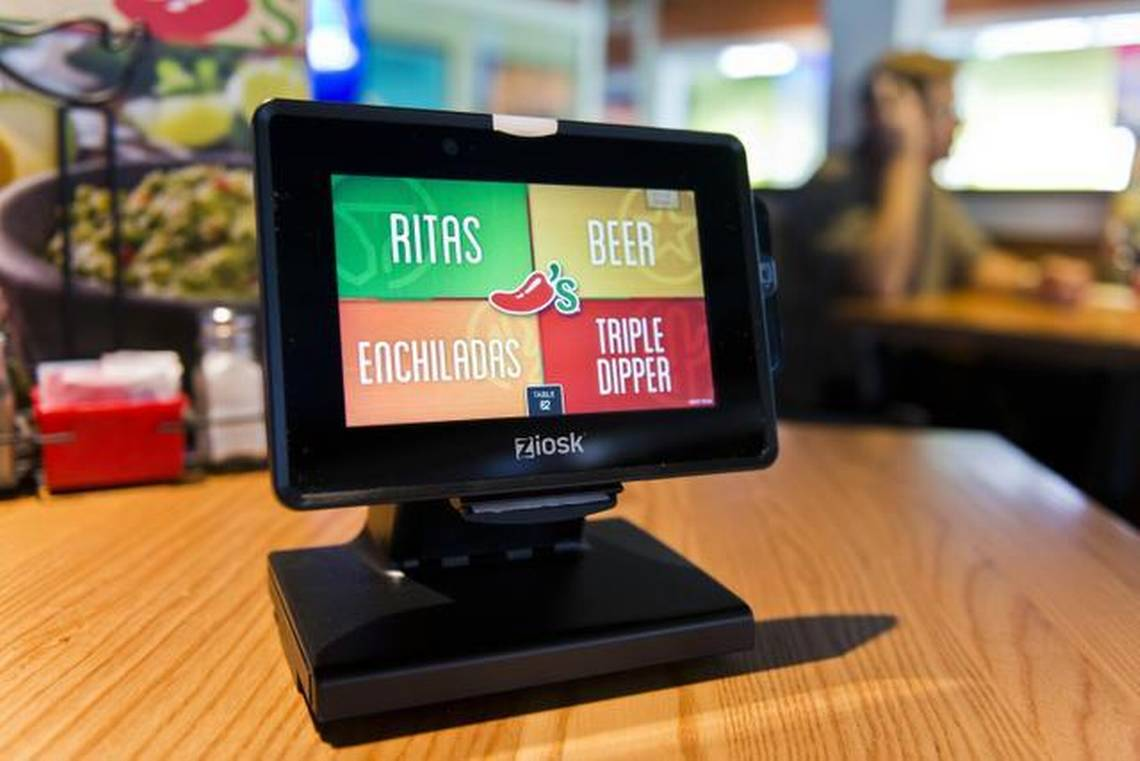 RITAS
BEER
's
ENCHILADAS
TRIPLE
DIPPER
TABLE
62
Ziosk